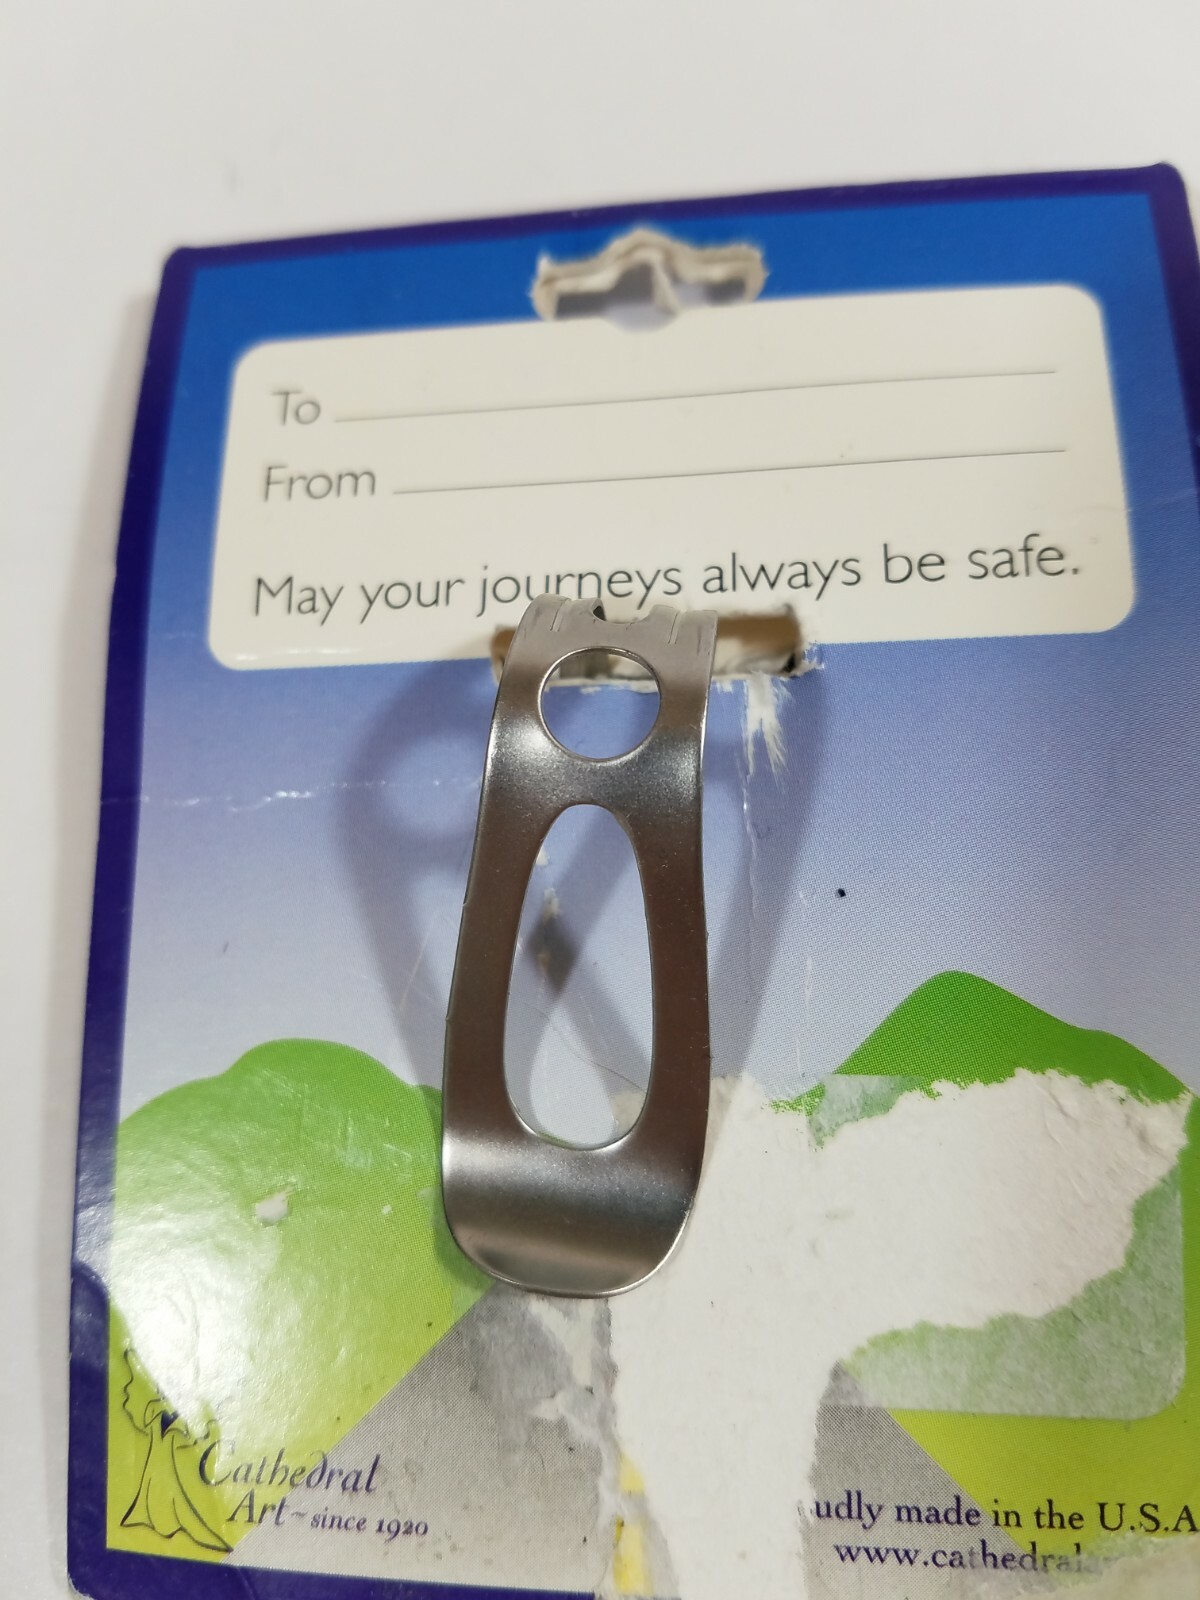 To
From
May your journeys always be safe.
Cathedral
Art ~ since 1920
udly made in the U.S.A
www.cathedral